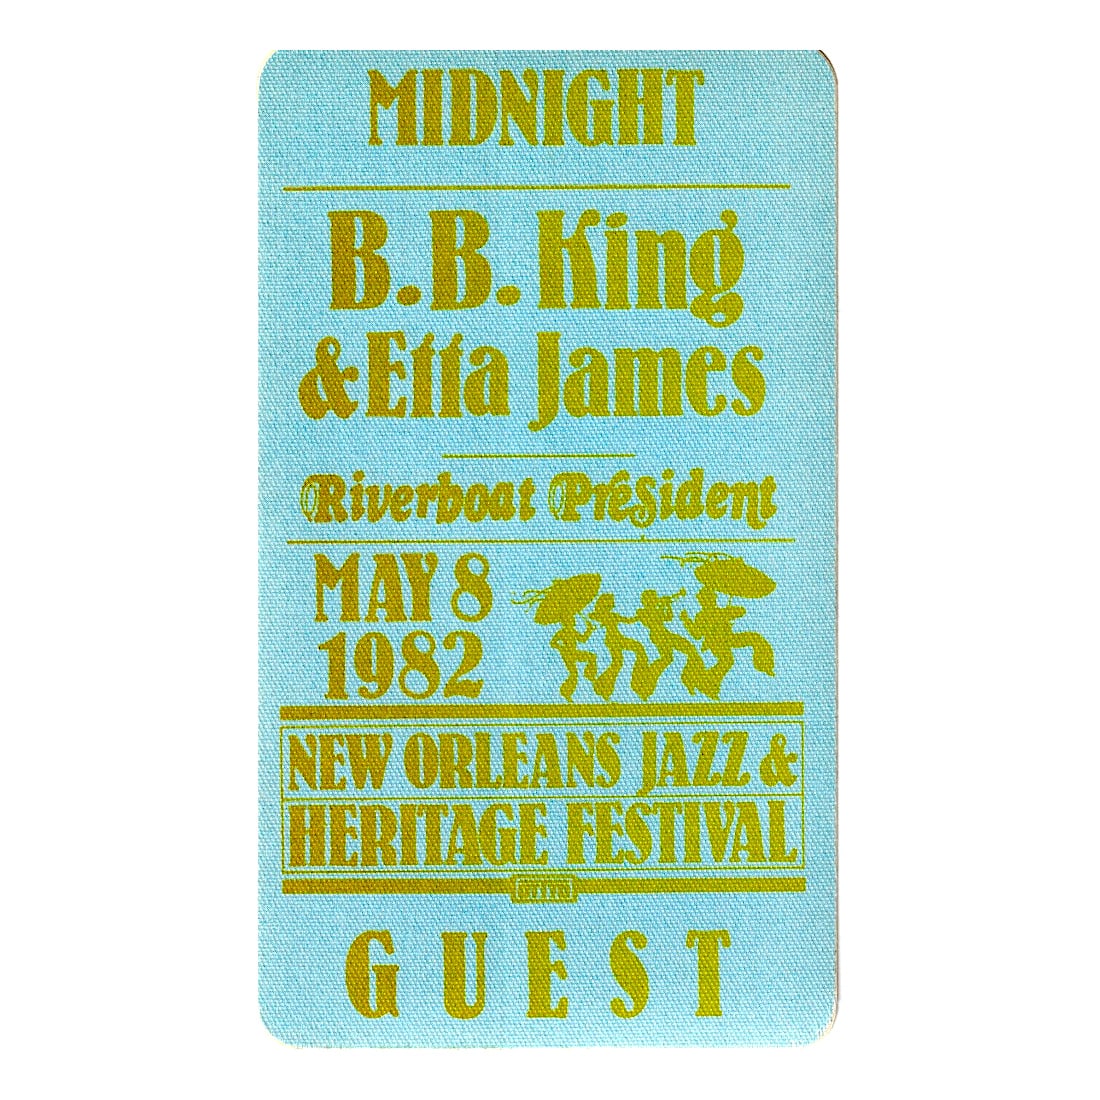 MIDNIGHT
B.B. King
& Etta James
Riverboat President
MAY 8
1982
NEW ORLEANS JAZZ &
HERITAGE FESTIVAL
GUEST